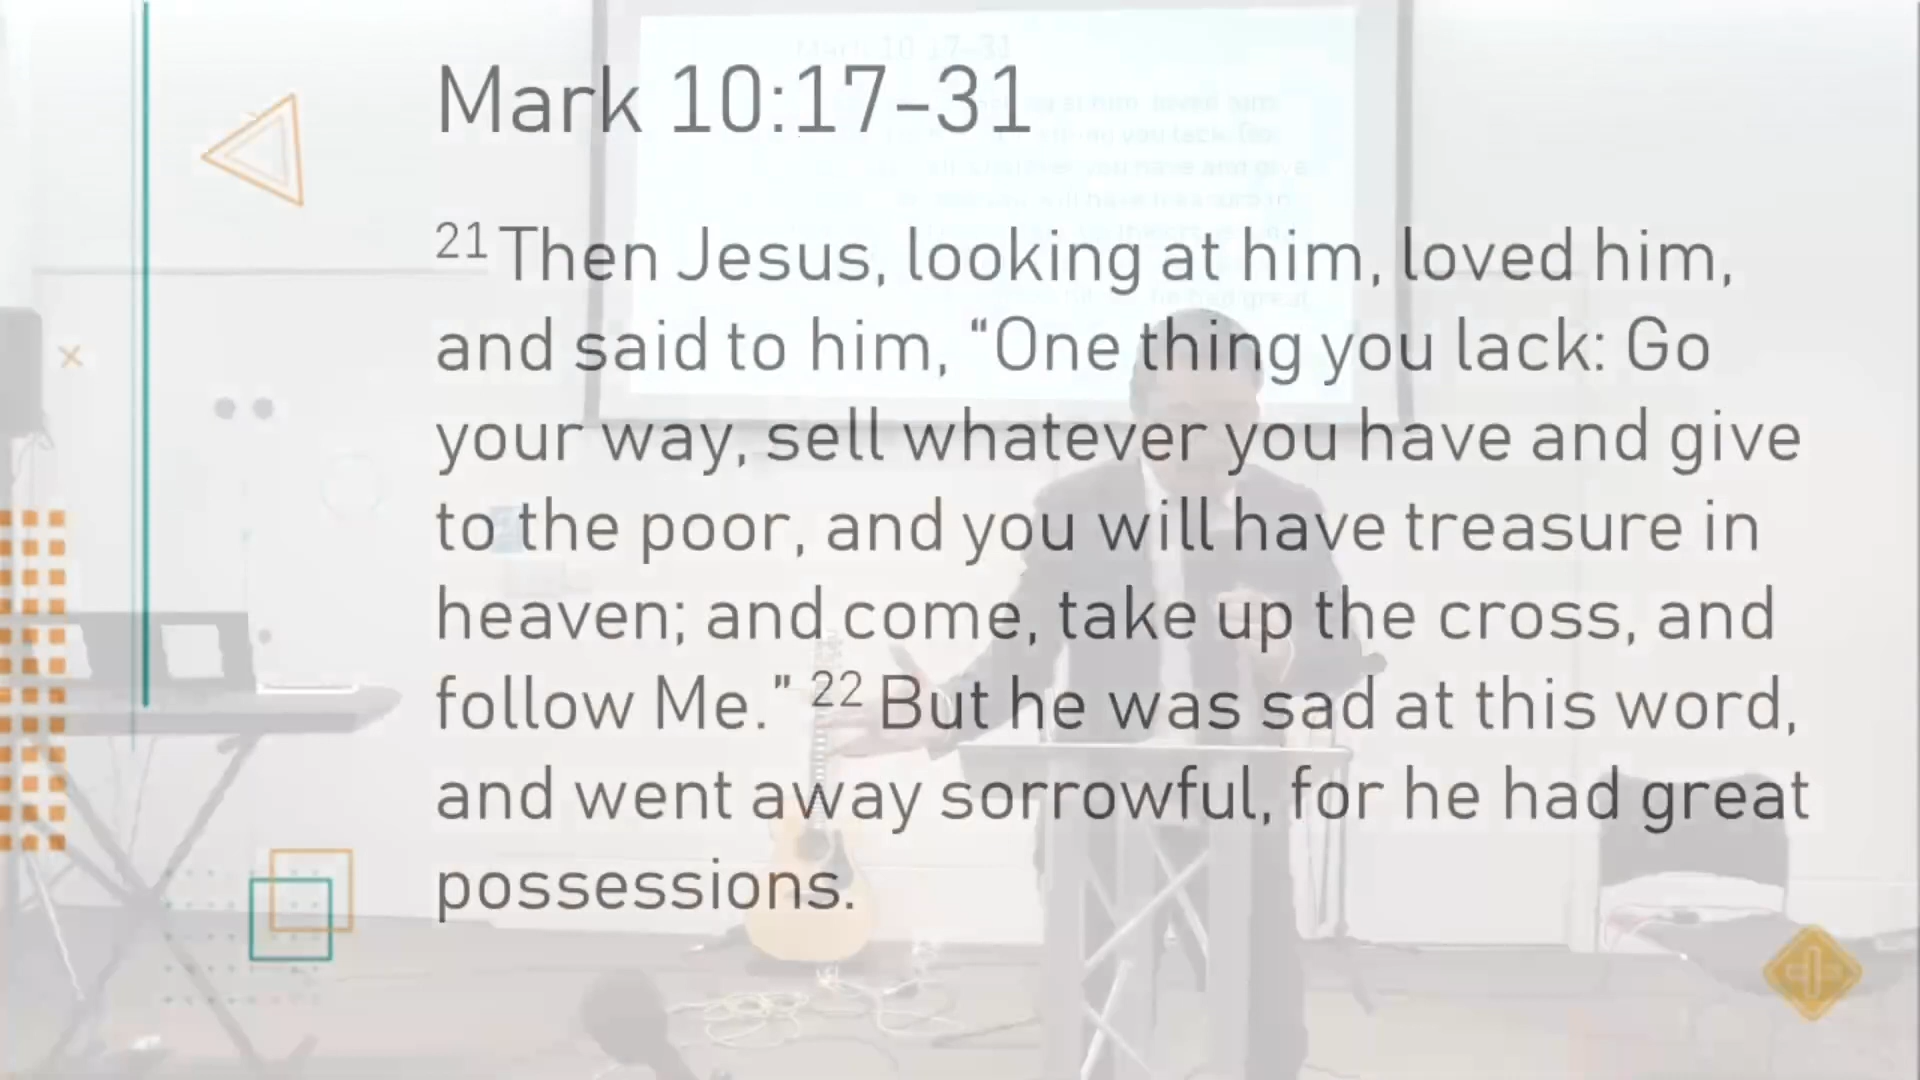 Mark 10:17–31
21 Then Jesus, looking at him, loved him,
and said to him, “One thing you lack: Go
your way, sell whatever you have and give
to the poor, and you will have treasure in
heaven; and come, take up the cross, and
follow Me.” 22 But he was sad at this word,
and went away sorrowful, for he had great
possessions.